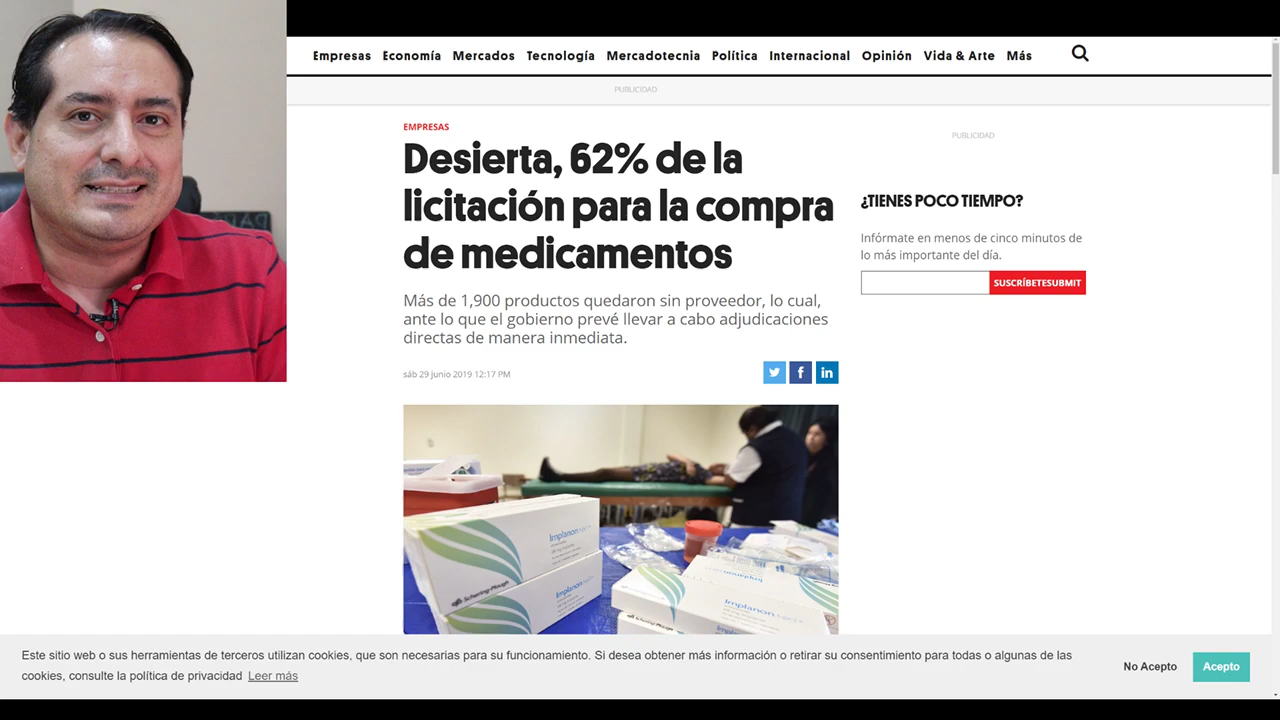 Empresas Economía Mercados Tecnología Mercadotecnia Política Internacional Opinión Vida & Arte Más
PUBLICIDAD
EMPRESAS
Desierta, 62% de la
licitación para la compra
de medicamentos
Más de 1,900 productos quedaron sin proveedor, lo cual,
ante lo que el gobierno prevé llevar a cabo adjudicaciones
directas de manera inmediata.
sáb 29 junio 2019 12:17 PM
PUBLICIDAD
¿TIENES POCO TIEMPO?
Infórmate en menos de cinco minutos de
lo más importante del día.
SUSCRÍBETESUBMIT
Implanon
Schering-Plough
Implanon
Implanon
Este sitio web o sus herramientas de terceros utilizan cookies, que son necesarias para su funcionamiento. Si desea obtener más información o retirar su consentimiento para todas o algunas de las
cookies, consulte la política de privacidad Leer más
No Acepto
Acepto